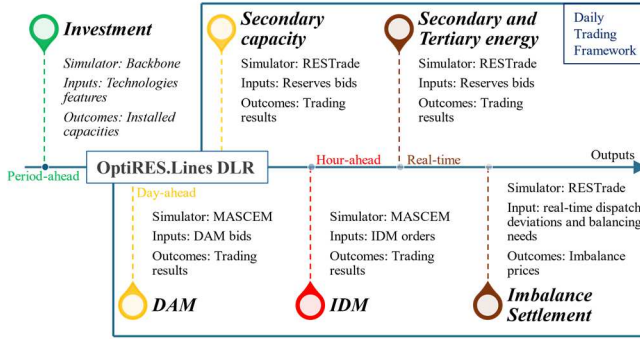 Investment
Simulator: Backbone
Inputs: Technologies
features
Outcomes: Installed
capacities
Secondary
capacity
Simulator: RESTrade
Inputs: Reserves bids
Outcomes: Trading
results
Secondary and
Tertiary energy
Simulator: RESTrade
Inputs: Reserves bids
Outcomes: Trading
results
Daily
Trading
Framework
Period-ahead
OptiRES.Lines DLR
Day-ahead
Hour-ahead
Real-time
Outputs
Simulator: MASCEM
Inputs: DAM bids
Outcomes: Trading
results
DAM
Simulator: MASCEM
Inputs: IDM orders
Outcomes: Trading
results
IDM
Simulator: RESTrade
Input: real-time dispatch
deviations and balancing
needs
Outcomes: Imbalance
prices
Imbalance
Settlement